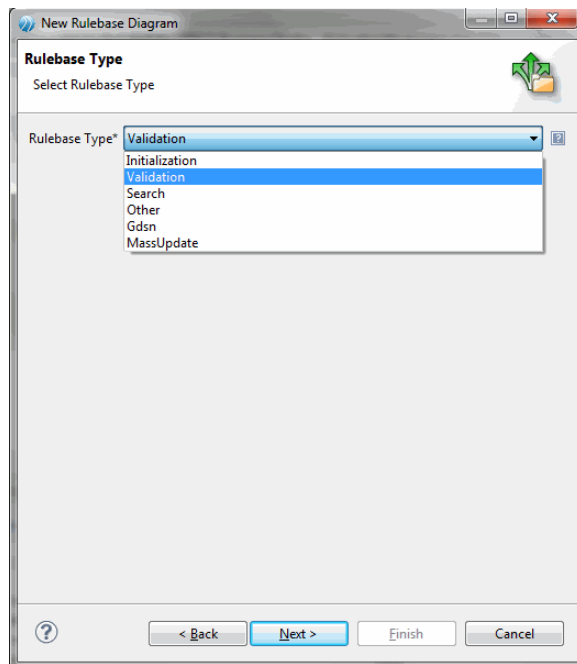 New Rulebase Diagram
Rulebase Type
Select Rulebase Type
Rulebase Type* Validation
Initialization
Validation
Search
Other
Gdsn
MassUpdate
< Back Next > Finish Cancel